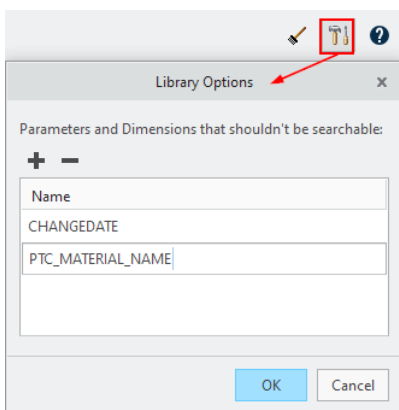 Library Options
Parameters and Dimensions that shouldn't be searchable:
Name
CHANGEDATE
PTC_MATERIAL_NAME
OK Cancel